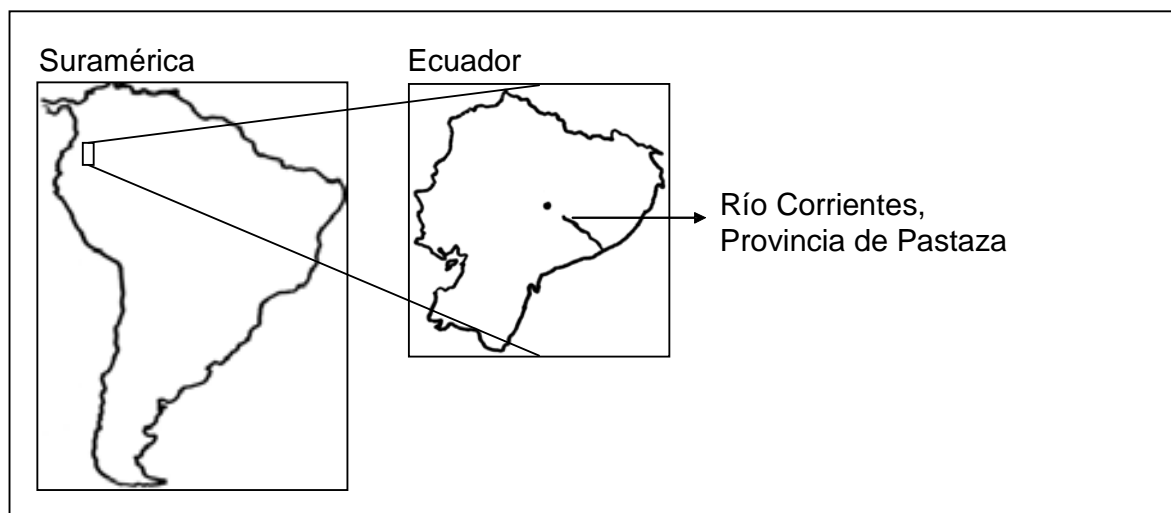 Suramérica
Ecuador
Río Corrientes,
Provincia de Pastaza